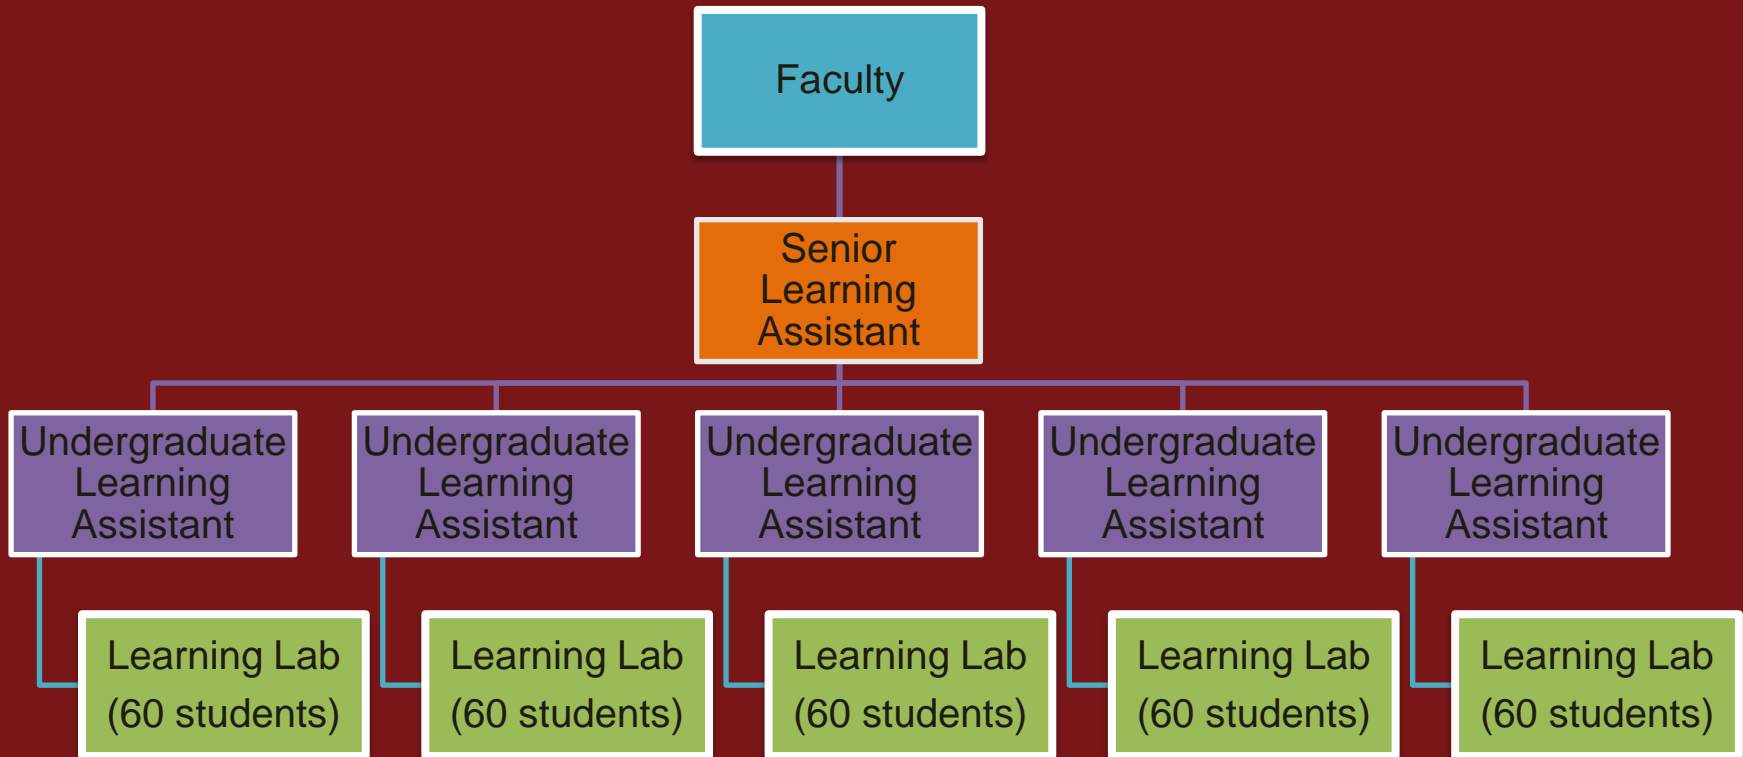 Faculty
Senior
Learning
Assistant
Undergraduate
Learning
Assistant
Undergraduate
Learning
Assistant
Undergraduate
Learning
Assistant
Undergraduate
Learning
Assistant
Undergraduate
Learning
Assistant
Learning Lab
(60 students)
Learning Lab
(60 students)
Learning Lab
(60 students)
Learning Lab
(60 students)
Learning Lab
(60 students)